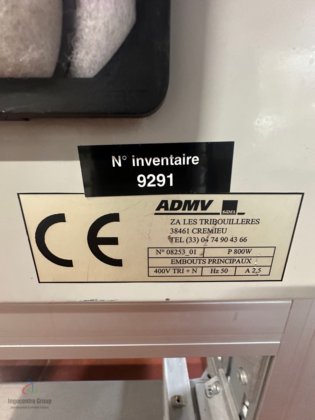 N° inventaire
9291
ADMV
ZA LES TRIBOUILLERES
38461 CREMIEU
TEL (33) 04 74 90 43 66
CE
N° 08253_01 P 800W
EMBOUTS PRINCIPAUX
400V TRI + N Hz 50 A 2,5
Impocentro Group